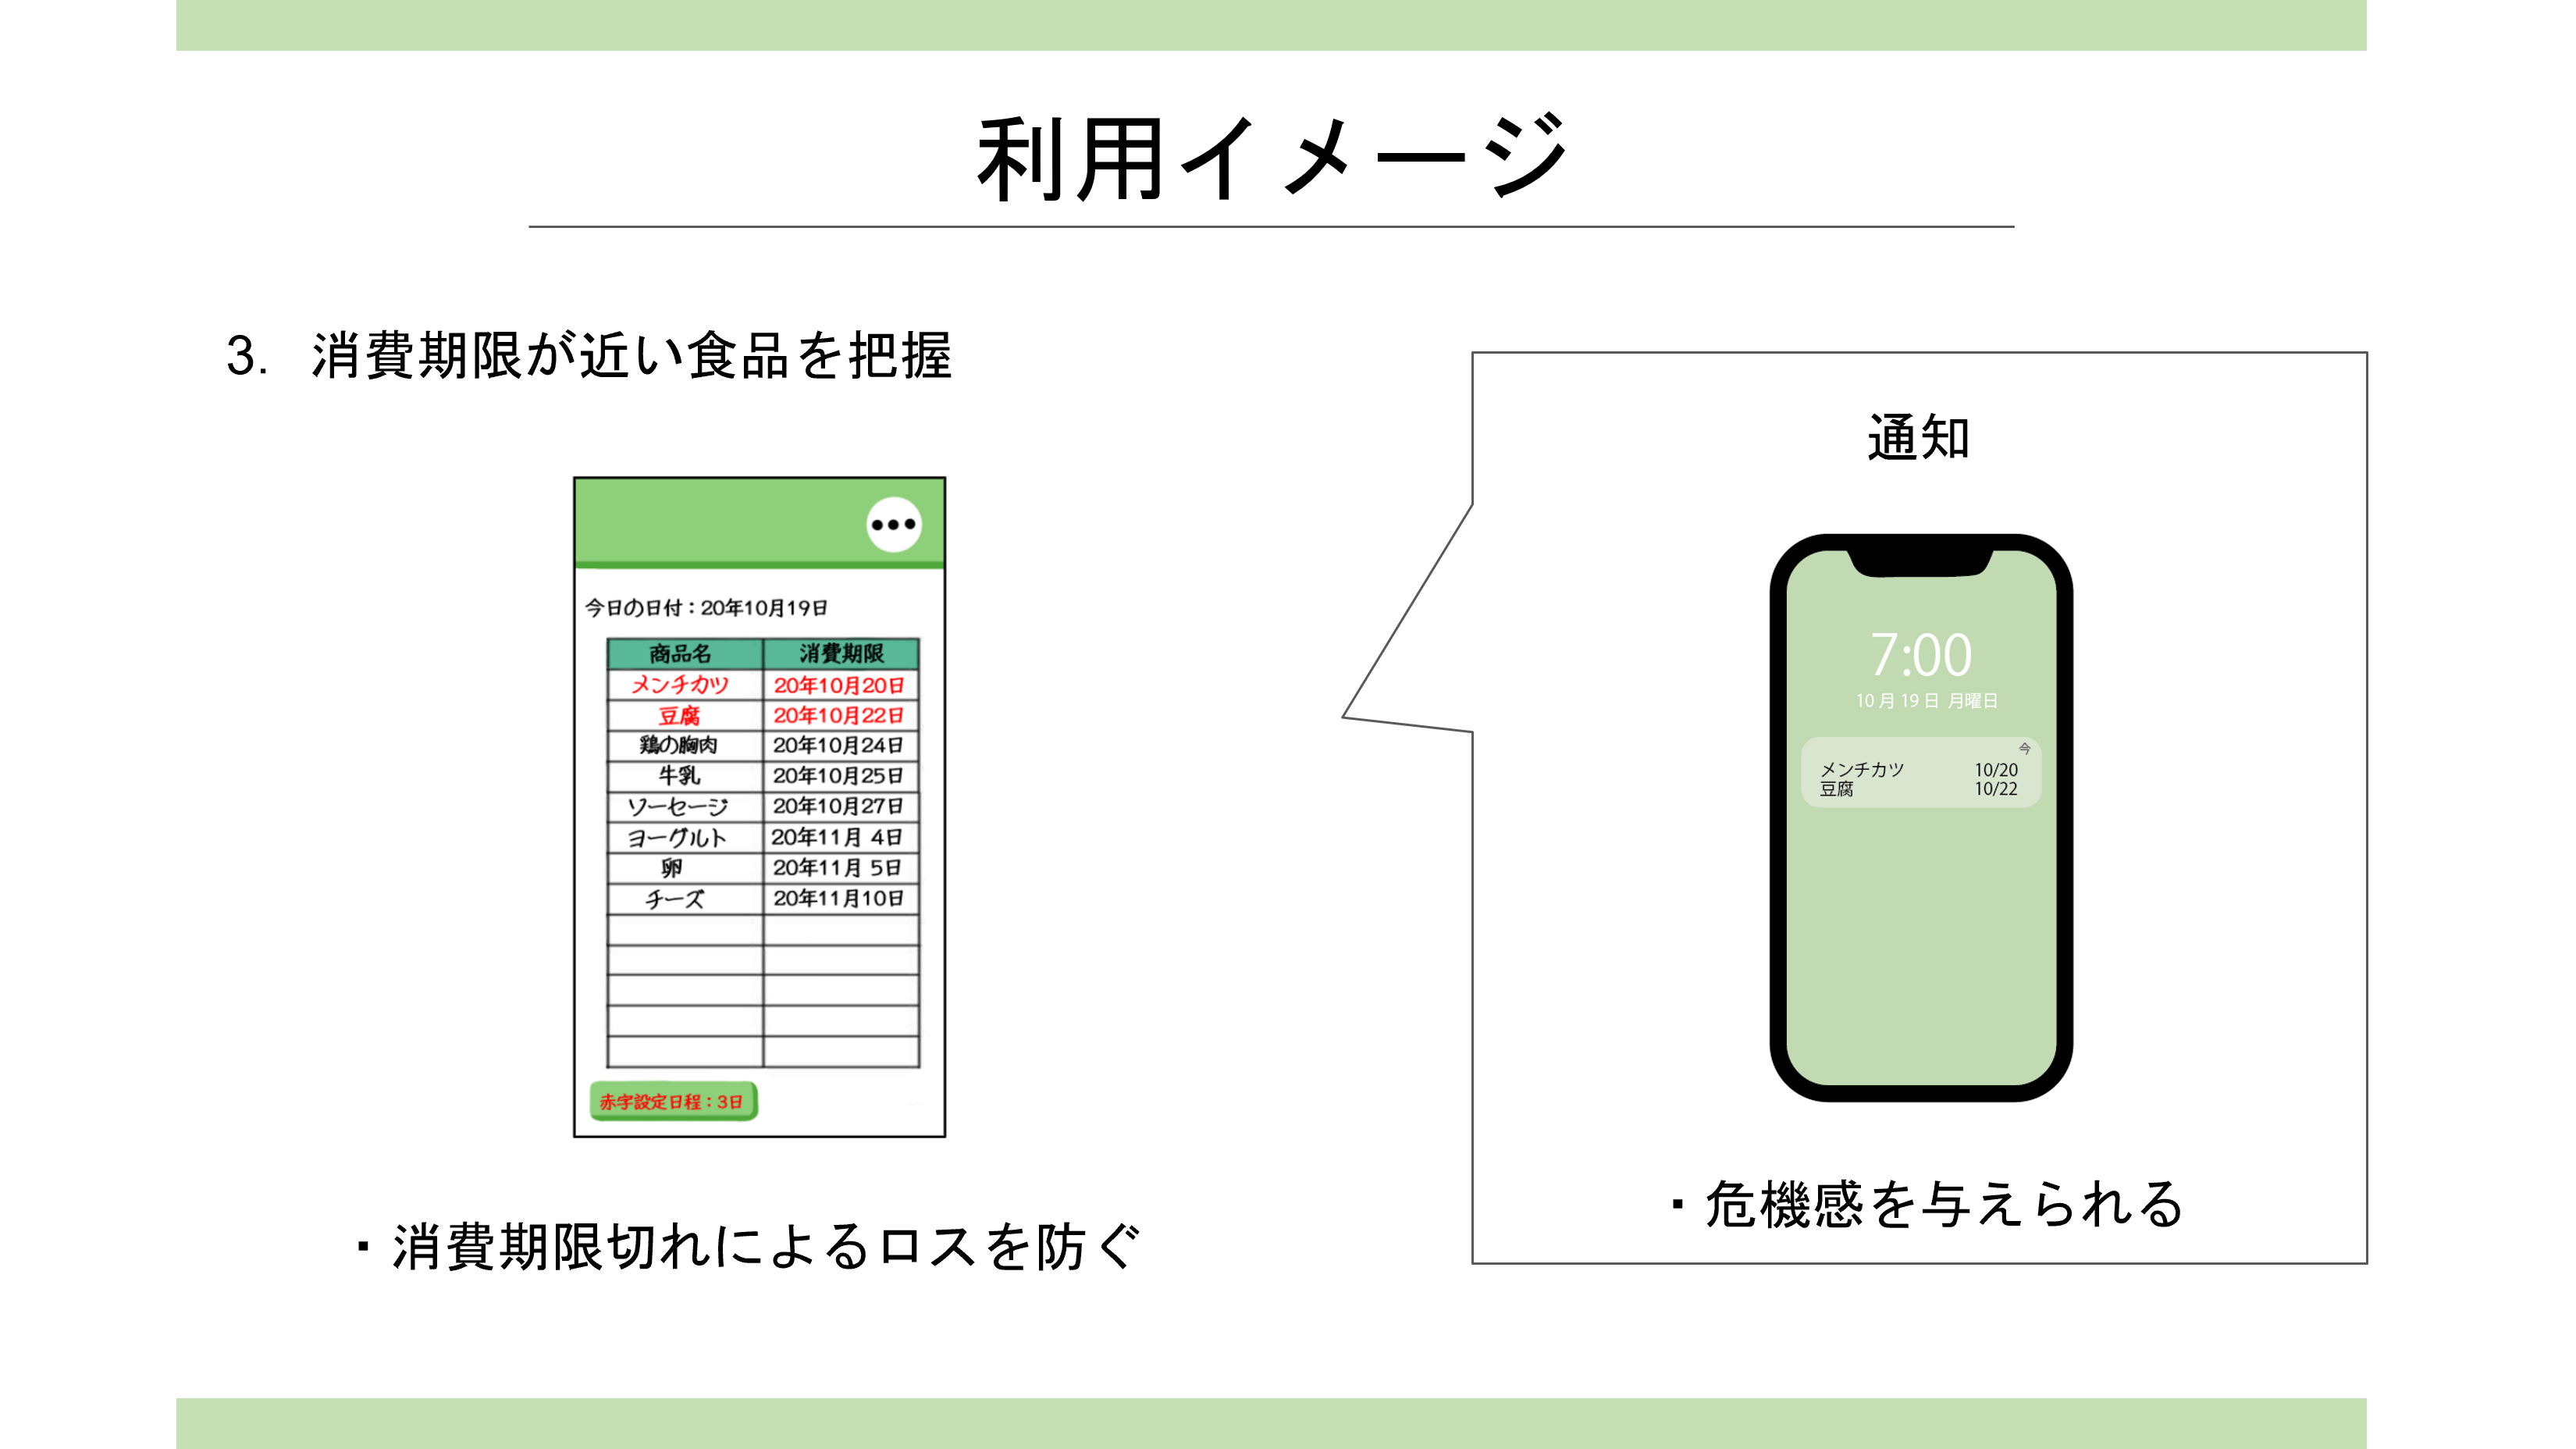 利用イメージ
3. 消費期限が近い食品を把握
今日の日付：20年10月19日
商品名 消費期限
メンチカツ 20年10月20日
豆腐 20年10月22日
鶏の胸肉 20年10月24日
牛乳 20年10月25日
ソーセージ 20年10月27日
ヨーグルト 20年11月 4日
卵 20年11月 5日
チーズ 20年11月10日
赤字設定日程：3日
・消費期限切れによるロスを防ぐ
通知
7:00
10月19日 月曜日
今
メンチカツ 10/20
豆腐 10/22
・危機感を与えられる